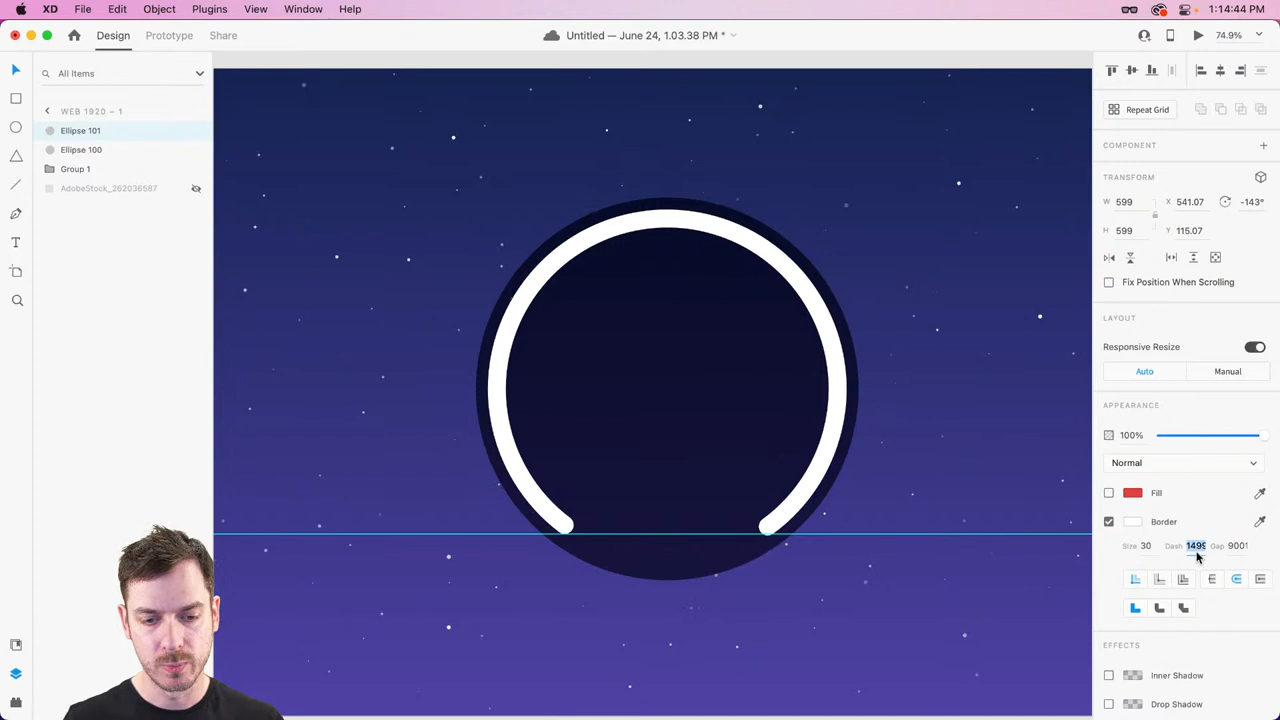 XD File Edit Object Plugins View Window Help 1:14:44 PM
Design Prototype Share Untitled — June 24, 1.03.38 PM * 74.9%
All Items
WEB 1920 – 1
Ellipse 101
Ellipse 100
Group 1
AdobeStock_262036587
Repeat Grid
COMPONENT
TRANSFORM
W 599 X 541.07 -143°
H 599 Y 115.07
Fix Position When Scrolling
LAYOUT
Responsive Resize
Auto Manual
APPEARANCE
100%
Normal
Fill
Border
Size 30 Dash 1499 Gap 9001
EFFECTS
Inner Shadow
Drop Shadow